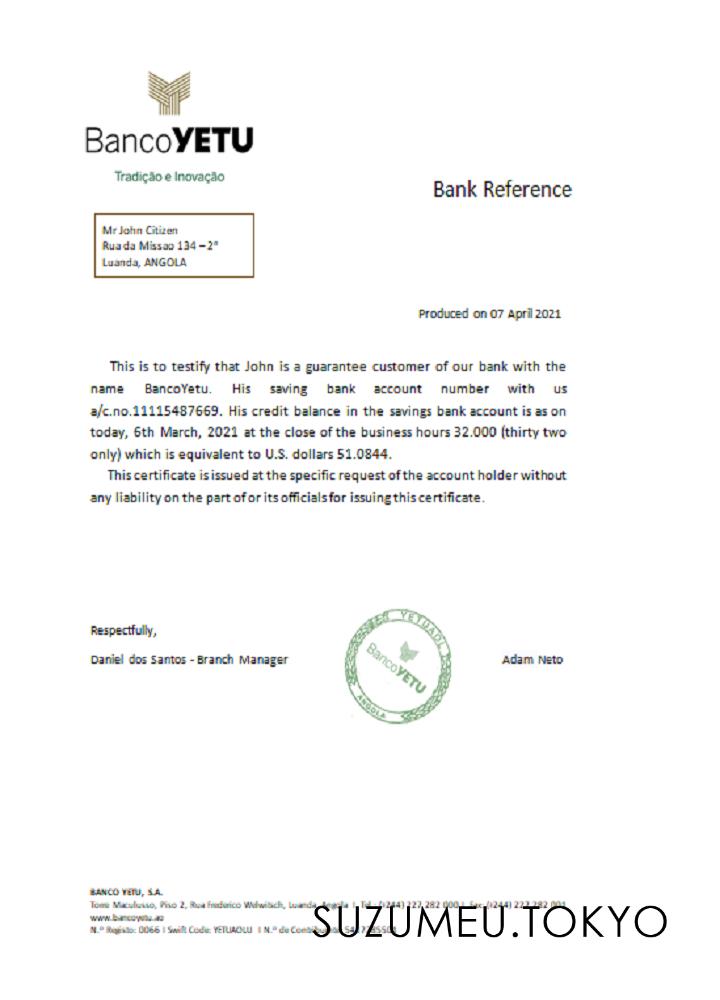 BancoYETU
Tradição e Inovação
Bank Reference
Mr John Citizen
Rua da Missao 134 – 2ª
Luanda, ANGOLA
Produced on 07 April 2021
This is to testify that John is a guarantee customer of our bank with the
name BancoYetu. His saving bank account number with us
a/c.no.11115487669. His credit balance in the savings bank account is as on
today, 6th March, 2021 at the close of the business hours 32.000 (thirty two
only) which is equivalent to U.S. dollars 51.0844.
This certificate is issued at the specific request of the account holder without
any liability on the part of or its officials for issuing this certificate.
Respectfully,
Daniel dos Santos - Branch Manager
YETUAOL
BancoYETU
ANGOLA
Adam Neto
BANCO YETU, S.A.
Torre Maculusso, Piso 2, Rua Frederico Welwitsch, Luanda, Angola | Tel.: (+244) 227 282 000 | Fax: (+244) 227 282 001
www.bancoyetu.ao
N.º Registo: 0066 | Swift Code: YETUAOLU | N.º de
SUZUMEU.TOKYO